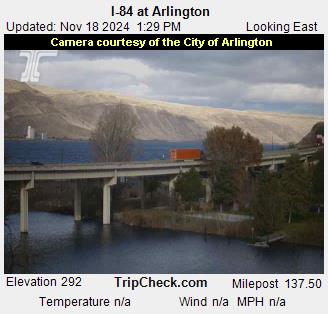 I-84 at Arlington
Updated: Nov 18 2024 1:29 PM Looking East
Camera courtesy of the City of Arlington
Elevation 292 TripCheck.com Milepost 137.50
Temperature n/a Wind n/a MPH n/a